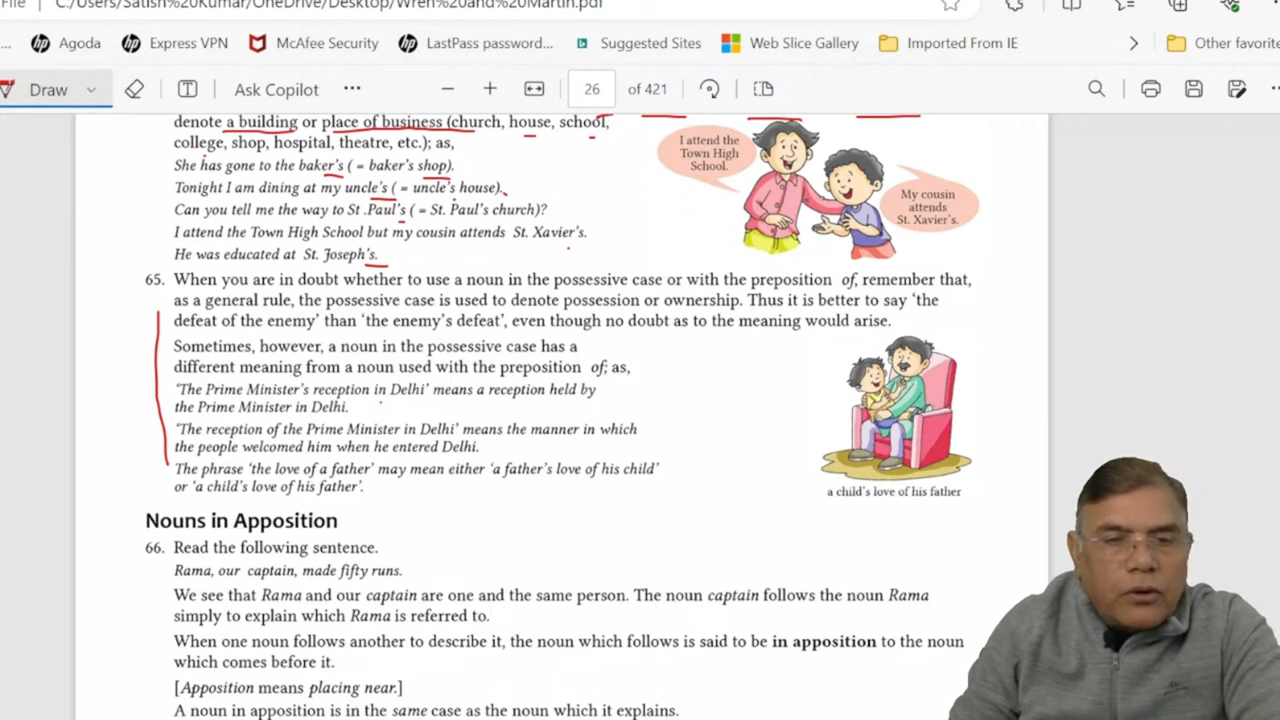 File
C:/Users/Satish%20Kumar/OneDrive/Desktop/Wren%20and%20Martin.pdf
... Agoda Express VPN McAfee Security LastPass password... Suggested Sites Web Slice Gallery Imported From IE Other favorite
Draw Ask Copilot ... 26 of 421
denote a building or place of business (church, house, school,
college, shop, hospital, theatre, etc.); as,
She has gone to the baker's ( = baker's shop).
Tonight I am dining at my uncle's ( = uncle's house).
Can you tell me the way to St .Paul's ( = St. Paul's church)?
I attend the Town High School but my cousin attends St. Xavier's.
He was educated at St. Joseph's.
I attend the
Town High
School.
My cousin
attends
St. Xavier's.
65. When you are in doubt whether to use a noun in the possessive case or with the preposition of, remember that,
as a general rule, the possessive case is used to denote possession or ownership. Thus it is better to say 'the
defeat of the enemy' than 'the enemy's defeat', even though no doubt as to the meaning would arise.
Sometimes, however, a noun in the possessive case has a
different meaning from a noun used with the preposition of; as,
'The Prime Minister's reception in Delhi' means a reception held by
the Prime Minister in Delhi.
'The reception of the Prime Minister in Delhi' means the manner in which
the people welcomed him when he entered Delhi.
The phrase 'the love of a father' may mean either 'a father's love of his child'
or 'a child's love of his father'.
a child's love of his father
Nouns in Apposition
66. Read the following sentence.
Rama, our captain, made fifty runs.
We see that Rama and our captain are one and the same person. The noun captain follows the noun Rama
simply to explain which Rama is referred to.
When one noun follows another to describe it, the noun which follows is said to be in apposition to the noun
which comes before it.
[Apposition means placing near.]
A noun in apposition is in the same case as the noun which it explains.